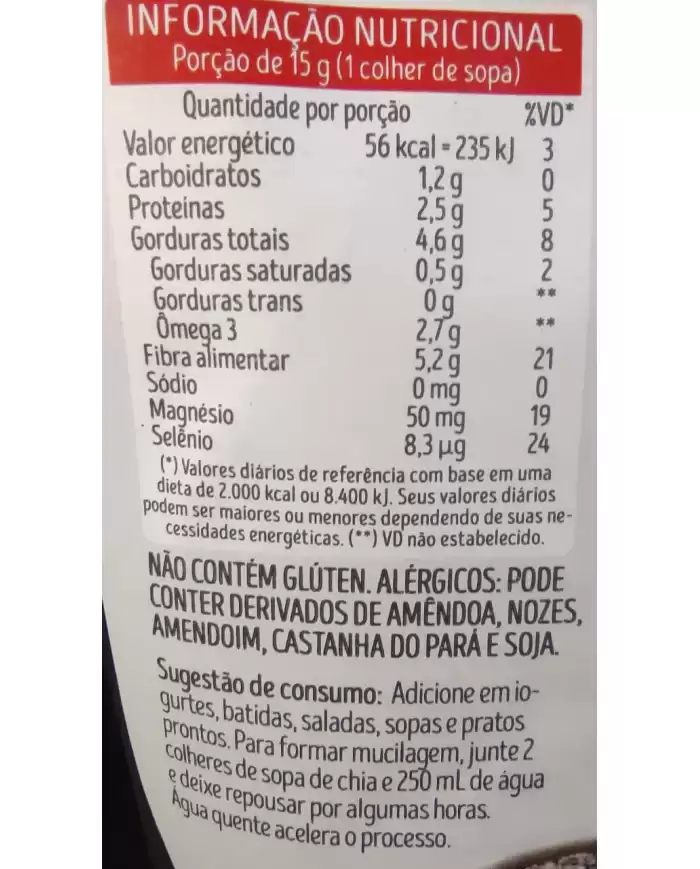 INFORMAÇÃO NUTRICIONAL
Porção de 15 g (1 colher de sopa)
Quantidade por porção %VD*
Valor energético 56 kcal = 235 kJ 3
Carboidratos 1,2 g 0
Proteínas 2,5 g 5
Gorduras totais 4,6 g 8
Gorduras saturadas 0,5 g 2
Gorduras trans 0 g **
Ômega 3 2,7 g **
Fibra alimentar 5,2 g 21
Sódio 0 mg 0
Magnésio 50 mg 19
Selênio 8,3 µg 24
(*) Valores diários de referência com base em uma
dieta de 2.000 kcal ou 8.400 kJ. Seus valores diários
podem ser maiores ou menores dependendo de suas ne-
cessidades energéticas. (**) VD não estabelecido.
NÃO CONTÉM GLÚTEN. ALÉRGICOS: PODE
CONTER DERIVADOS DE AMÊNDOA, NOZES,
AMENDOIM, CASTANHA DO PARÁ E SOJA.
Sugestão de consumo: Adicione em io-
gurtes, batidas, saladas, sopas e pratos
prontos. Para formar mucilagem, junte 2
colheres de sopa de chia e 250 mL de água
e deixe repousar por algumas horas.
Água quente acelera o processo.